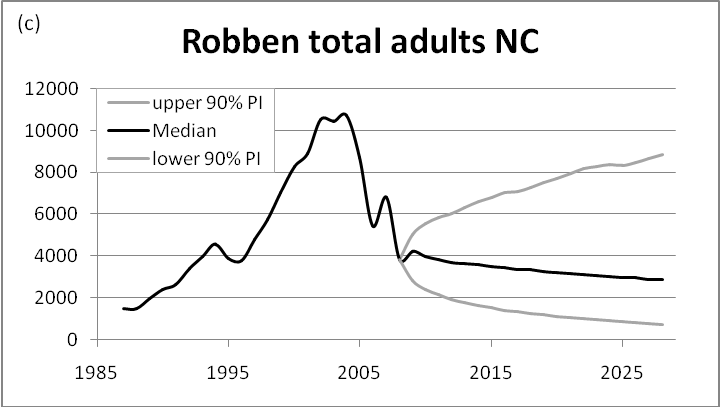 (c)
Robben total adults NC
12000
10000
8000
6000
4000
2000
0
upper 90% PI
Median
lower 90% PI
1985 1995 2005 2015 2025